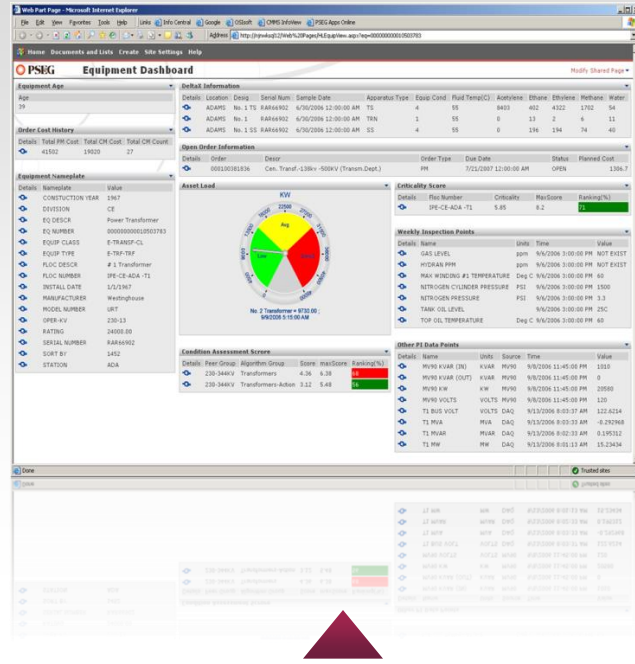 Web Part Page - Microsoft Internet Explorer
File Edit View Favorites Tools Help Links Info Central Google OSIsoft CMMS InfoView PSEG Apps Online
Address
Home Documents and Lists Create Site Settings Help
PSEG Equipment Dashboard
Modify Shared Page
Equipment Age
Age
39
Order Cost History
Details Total PM Cost Total CM Cost Total CM Count
41502 19020 27
Equipment Nameplate
Details Nameplate Value
CONSTUCTION YEAR 1967
DIVISION CE
EQ DESCR Power Transformer
EQ NUMBER 000000000010503783
EQUIP CLASS E-TRANSF-CL
EQUIP TYPE E-TRF-TRF
FLOC DESCR # 1 Transformer
FLOC NUMBER IPE-CE-ADA -T1
INSTALL DATE 1/1/1967
MANUFACTURER Westinghouse
MODEL NUMBER URT
OPER-KV 230-13
RATING 24000.00
SERIAL NUMBER RAR66902
SORT BY 1452
STATION ADA
DeltaX Information
Details Location Desig Serial Num Sample Date Apparatus Type Equip Cond Fluid Temp(C) Acetylene Ethane Ethylene Methane Water
ADAMS No. 1 TS RAR66902 6/30/2006 12:00:00 AM TS 4 55 8403 602 4322 1702 54
ADAMS No. 1 RAR66902 6/30/2006 12:00:00 AM TRN 1 55 0 13 2 6 11
ADAMS No. 1 SS RAR66902 6/30/2006 12:00:00 AM SS 4 55 0 196 194 74 40
Open Order Information
Details Order Descr Order Type Due Date Status Planned Cost
000100381836 Cen. Transf.-138kv -500KV (Transm.Dept.) PM 7/21/2007 12:00:00 AM OPEN 1306.7
Asset Load
KW
22500
Avg
Low
No. 2 Transformer = 9730.00 ;
9/9/2006 5:15:00 AM
Condition Assessment Scrore
Details Peer Group Algorithm Group Score maxScore Ranking(%)
230-344KV Transformers 4.36 6.38 68
230-344KV Transformers-Action 3.12 5.48 56
Criticality Score
Details Floc Number Criticality MaxScore Ranking(%)
IPE-CE-ADA -T1 5.85 8.2 71
Weekly Inspection Points
Details Name Units Time Value
GAS LEVEL ppm 9/6/2006 3:00:00 PM NOT EXIST
HYDRAN PPM ppm 9/6/2006 3:00:00 PM NOT EXIST
MAX WINDING #1 TEMPERATURE Deg C 9/6/2006 3:00:00 PM 60
NITROGEN CYLINDER PRESSURE PSI 9/6/2006 3:00:00 PM 1500
NITROGEN PRESSURE PSI 9/6/2006 3:00:00 PM 3.3
TANK OIL LEVEL 9/6/2006 3:00:00 PM 25C
TOP OIL TEMPERATURE Deg C 9/6/2006 3:00:00 PM 60
Other PI Data Points
Details Name Units Source Time Value
MV90 KVAR (IN) KVAR MV90 9/8/2006 11:45:00 PM 1010
MV90 KVAR (OUT) KVAR MV90 9/8/2006 11:45:00 PM 0
MV90 KW KW MV90 9/8/2006 11:45:00 PM 20580
MV90 VOLTS VOLTS MV90 9/8/2006 11:45:00 PM 120
T1 BUS VOLT VOLTS DAQ 9/13/2006 8:03:37 AM 122.6214
T1 MVA MVA DAQ 9/13/2006 8:03:33 AM -0.292968
T1 MVAR MVAR DAQ 9/13/2006 8:02:33 AM 0.195312
T1 MW MW DAQ 9/13/2006 8:01:13 AM 15.23434
Done
Trusted sites